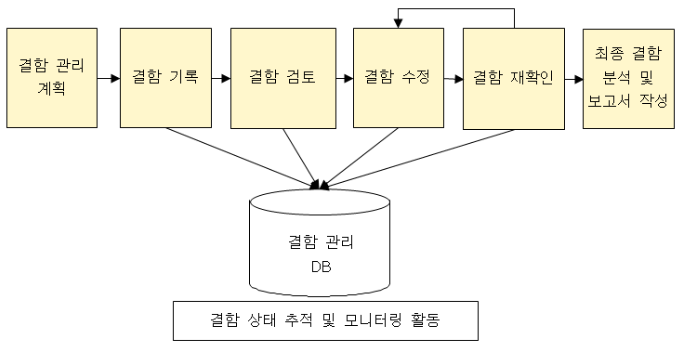 결함 관리
계획
결함 기록
결함 검토
결함 수정
결함 재확인
최종 결함
분석 및
보고서 작성
결함 관리
DB
결함 상태 추적 및 모니터링 활동